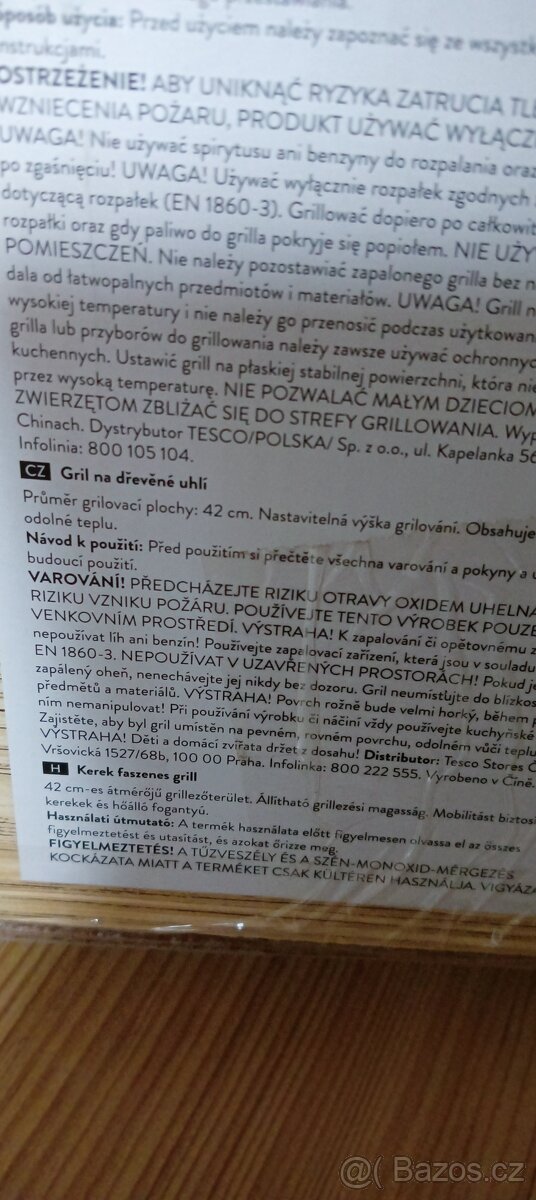 przestawiania.
Sposób użycia: Przed użyciem należy zapoznać się ze wszystk
instrukcjami.
OSTRZEŻENIE! ABY UNIKNĄĆ RYZYKA ZATRUCIA TLE
WZNIECENIA POŻARU, PRODUKT UŻYWAĆ WYŁĄCZ
UWAGA! Nie używać spirytusu ani benzyny do rozpalania oraz
po zgaśnięciu! UWAGA! Używać wyłącznie rozpałek zgodnych
dotyczącą rozpałek (EN 1860-3). Grillować dopiero po całkowit
rozpałki oraz gdy paliwo do grilla pokryje się popiołem. NIE UŻY
POMIESZCZEŃ. Nie należy pozostawiać zapalonego grilla bez n
dala od łatwopalnych przedmiotów i materiałów. UWAGA! Grill n
wysokiej temperatury i nie należy go przenosić podczas użytkowani
grilla lub przyborów do grillowania należy zawsze używać ochronnyc
kuchennych. Ustawić grill na płaskiej stabilnej powierzchni, która nie
przez wysoką temperaturę. NIE POZWALAĆ MAŁYM DZIECIOM
ZWIERZĘTOM ZBLIŻAĆ SIĘ DO STREFY GRILLOWANIA. Wyp
Chinach. Dystrybutor TESCO/POLSKA/ Sp. z o.o., ul. Kapelanka 56
Infolinia: 800 105 104.
CZ Gril na dřevěné uhlí
Průměr grilovací plochy: 42 cm. Nastavitelná výška grilování. Obsahuje
odolné teplu.
Návod k použití: Před použitím si přečtěte všechna varování a pokyny a u
budoucí použití.
VAROVÁNÍ! PŘEDCHÁZEJTE RIZIKU OTRAVY OXIDEM UHELNA
RIZIKU VZNIKU POŽÁRU. POUŽÍVEJTE TENTO VÝROBEK POUZE
VENKOVNÍM PROSTŘEDÍ. VÝSTRAHA! K zapalování či opětovnému z
nepoužívat líh ani benzín! Používejte zapalovací zařízení, která jsou v souladu
EN 1860-3. NEPOUŽÍVAT V UZAVŘENÝCH PROSTORÁCH! Pokud je
zapálený oheň, nenechávejte jej nikdy bez dozoru. Gril neumísťujte do blízkos
předmětů a materiálů. VÝSTRAHA! Povrch rožně bude velmi horký, během p
ním nemanipulovat! Při používání výrobku či náčiní vždy používejte kuchyňské
Zajistěte, aby byl gril umístěn na pevném, rovném povrchu, odolném vůči teplu
VÝSTRAHA! Děti a domácí zvířata držet z dosahu! Distributor: Tesco Stores Č
Vršovická 1527/68b, 100 00 Praha. Infolinka: 800 222 555. Vyrobeno v Číně.
H Kerek faszenes grill
42 cm-es átmérőjű grillezőterület. Állítható grillezési magasság. Mobilitást biztosí
kerekek és hőálló fogantyú.
Használati útmutató: A termék használata előtt figyelmesen olvassa el az összes
figyelmeztetést és utasítást, és azokat őrizze meg.
FIGYELMEZTETÉS! A TŰZVESZÉLY ÉS A SZÉN-MONOXID-MÉRGEZÉS
KOCKÁZATA MIATT A TERMÉKET CSAK KÜLTÉREN HASZNÁLJA. VIGYÁZA
@ Bazos.cz